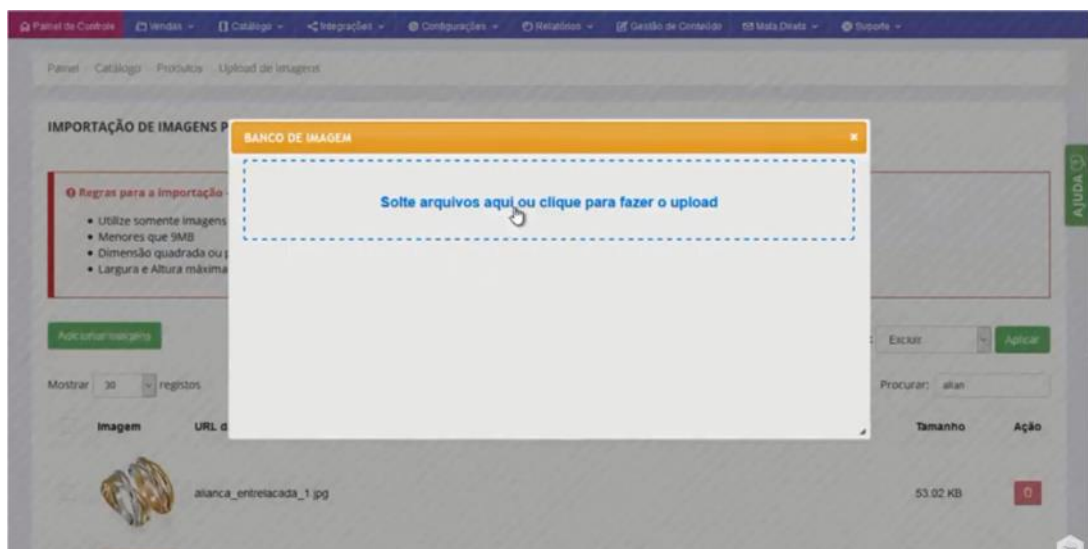 Painel de Controle Vendas Catálogo Integrações Configurações Relatórios Gestão de Conteúdo Mala Direta Suporte
Painel Catálogo Produtos Upload de imagens
IMPORTAÇÃO DE IMAGENS P
BANCO DE IMAGEM
Regras para a Importação
Utilize somente imagens
Menores que 9MB
Dimensão quadrada ou
Largura e Altura máxima
Solte arquivos aqui ou clique para fazer o upload
AJUDA
Adicionar imagens
Excluir Aplicar
Mostrar 30 registos
Procurar: alian
Imagem URL d Tamanho Ação
alianca_entrelacada_1.jpg 53.02 KB